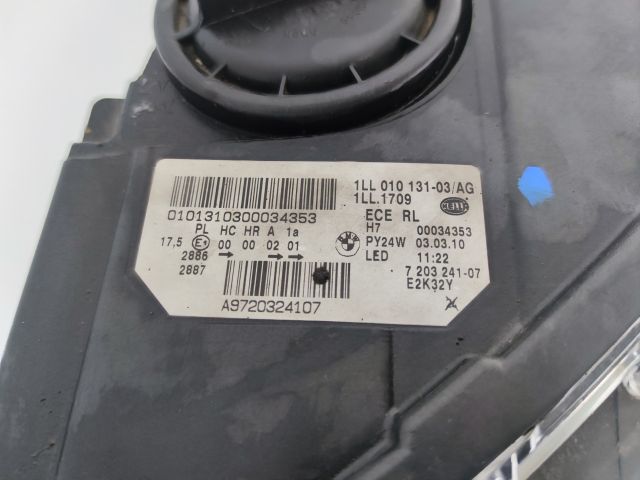 1LL 010 131-03/AG
1LL.1709
0101310300034353
ECE RL
HELLA
PL HC HR A 1a
H7 00034353
17,5 E1 00 00 02 01
PY24W 03.03.10
2886
LED 11:22
2887
7 203 241-07
E2K32Y
A9720324107